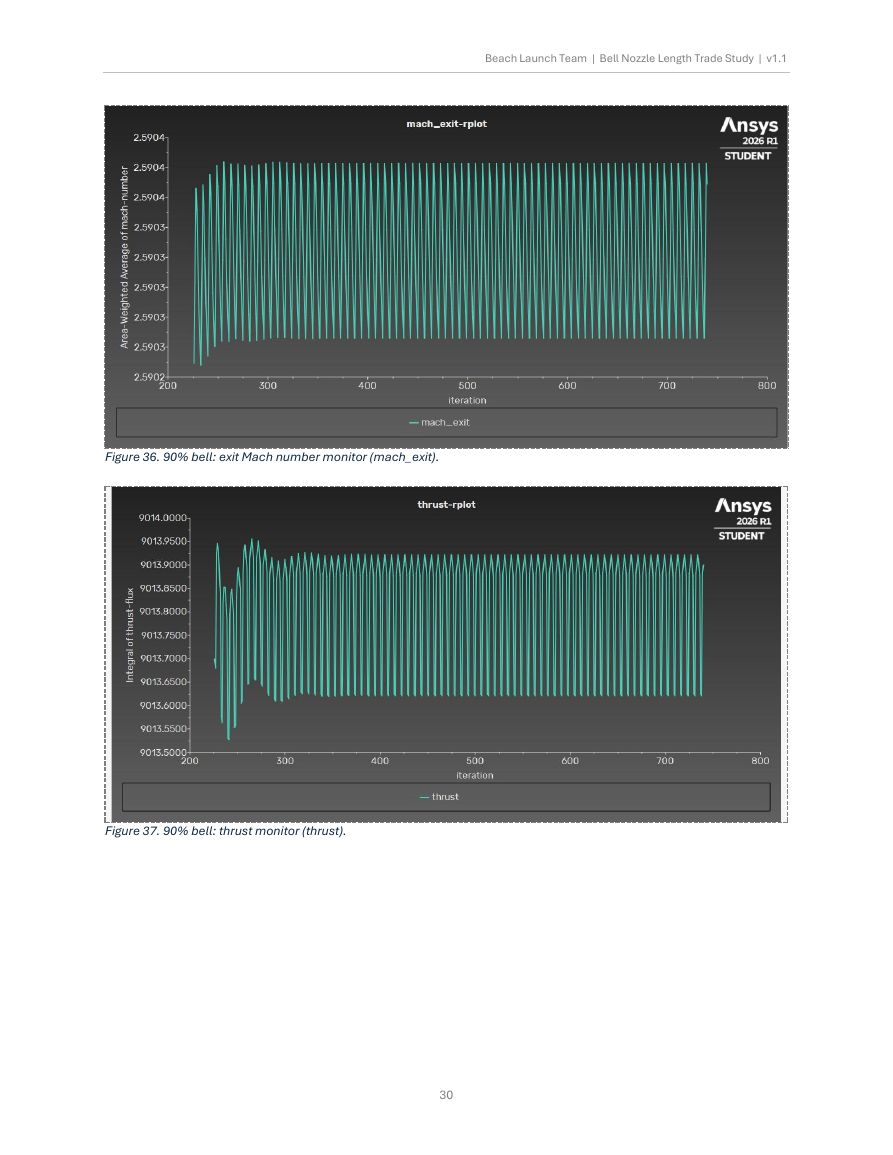 Beach Launch Team | Bell Nozzle Length Trade Study | v1.1
mach_exit-rplot
Ansys
2026 R1
STUDENT
Area-Weighted Average of mach-number
2.5904
2.5904
2.5904
2.5903
2.5903
2.5903
2.5903
2.5903
2.5902
200 300 400 500 600 700 800
iteration
mach_exit
Figure 36. 90% bell: exit Mach number monitor (mach_exit).
thrust-rplot
Ansys
2026 R1
STUDENT
Integral of thrust-flux
9014.0000
9013.9500
9013.9000
9013.8500
9013.8000
9013.7500
9013.7000
9013.6500
9013.6000
9013.5500
9013.5000
200 300 400 500 600 700 800
iteration
thrust
Figure 37. 90% bell: thrust monitor (thrust).
30